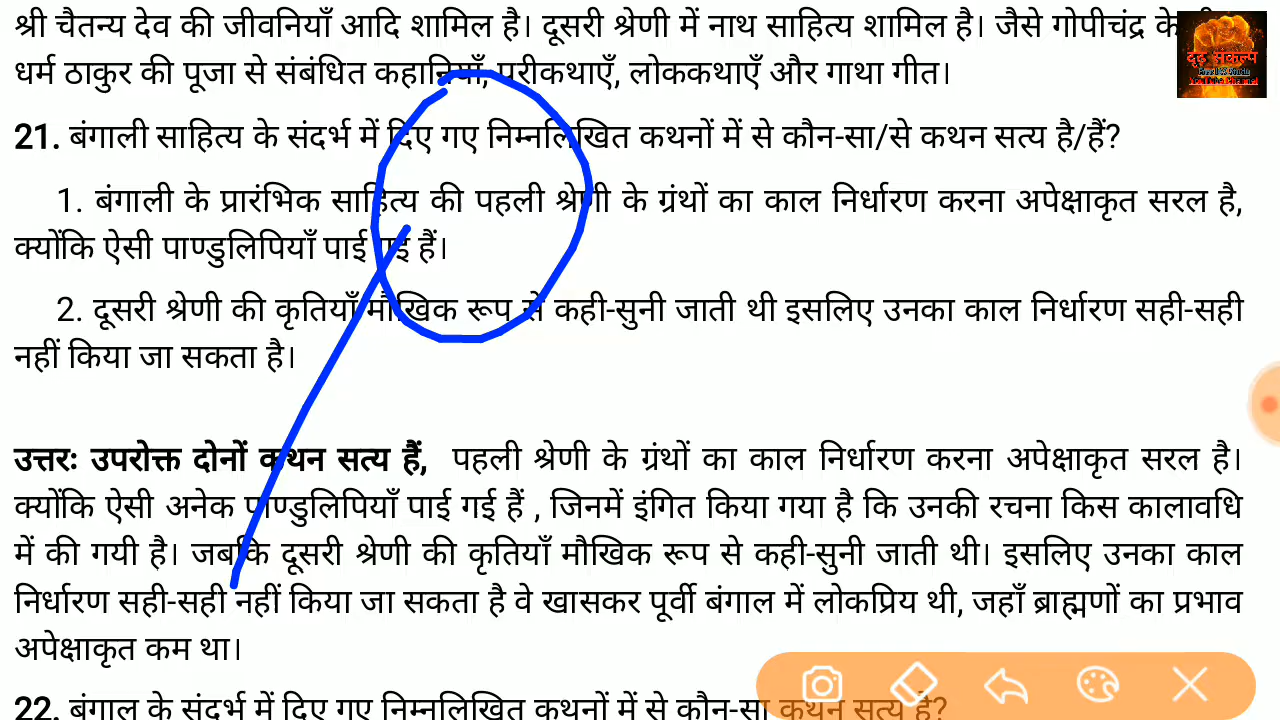 श्री चैतन्य देव की जीवनियाँ आदि शामिल है। दूसरी श्रेणी में नाथ साहित्य शामिल है। जैसे गोपीचंद्र के
दृढ़ संकल्प
धर्म ठाकुर की पूजा से संबंधित कहानियाँ, परीकथाएँ, लोककथाएँ और गाथा गीत।
21. बंगाली साहित्य के संदर्भ में दिए गए निम्नलिखित कथनों में से कौन-सा/से कथन सत्य है/हैं?
1. बंगाली के प्रारंभिक साहित्य की पहली श्रेणी के ग्रंथों का काल निर्धारण करना अपेक्षाकृत सरल है,
क्योंकि ऐसी पाण्डुलिपियाँ पाई गई हैं।
2. दूसरी श्रेणी की कृतियाँ मौखिक रूप से कही-सुनी जाती थी इसलिए उनका काल निर्धारण सही-सही
नहीं किया जा सकता है।
उत्तरः उपरोक्त दोनों कथन सत्य हैं, पहली श्रेणी के ग्रंथों का काल निर्धारण करना अपेक्षाकृत सरल है।
क्योंकि ऐसी अनेक पाण्डुलिपियाँ पाई गई हैं , जिनमें इंगित किया गया है कि उनकी रचना किस कालावधि
में की गयी है। जबकि दूसरी श्रेणी की कृतियाँ मौखिक रूप से कही-सुनी जाती थी। इसलिए उनका काल
निर्धारण सही-सही नहीं किया जा सकता है वे खासकर पूर्वी बंगाल में लोकप्रिय थी, जहाँ ब्राह्मणों का प्रभाव
अपेक्षाकृत कम था।
22. बंगाल के संदर्भ में दिए गए निम्नलिखित कथनों में से कौन-सा कथन सत्य है?